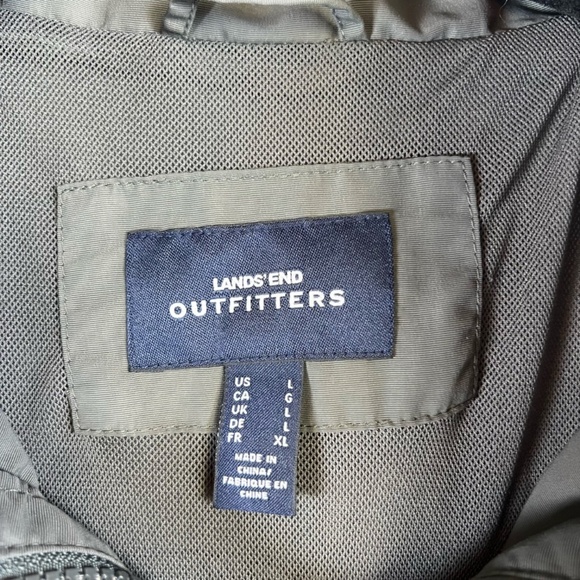 LANDS' END
OUTFITTERS
US L
CA G
UK L
DE L
FR XL
MADE IN
CHINA/
FABRIQUE EN
CHINE